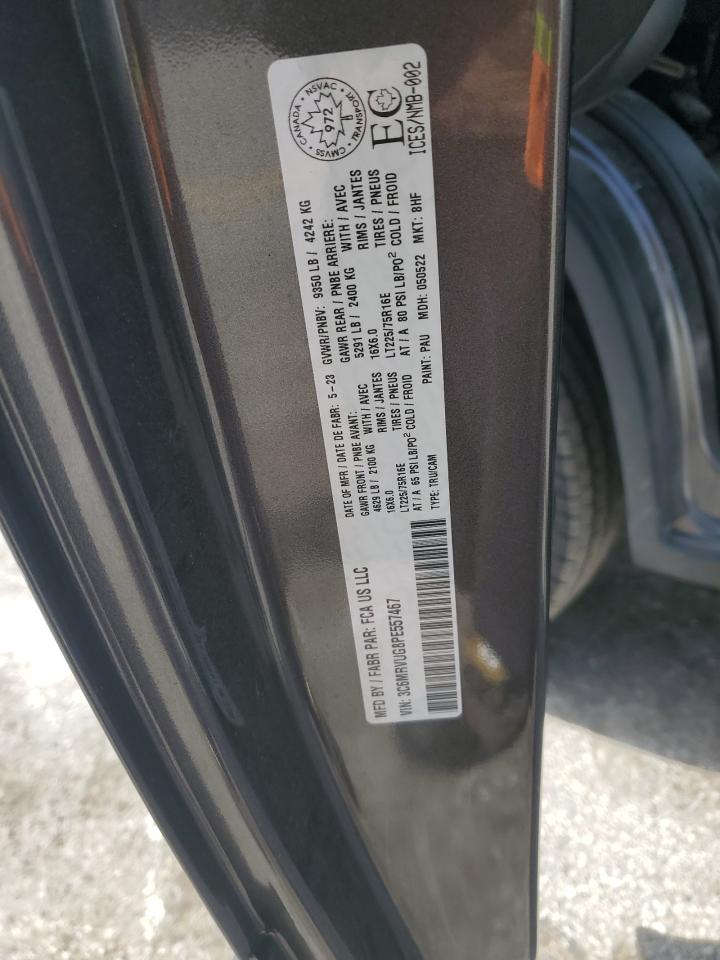 MFD BY / FABR PAR: FCA US LLC
DATE OF MFR / DATE DE FABR: 5-23 GVWR/PNBV: 9350 LB / 4242 KG
GAWR FRONT / PNBE AVANT: GAWR REAR / PNBE ARRIERE:
4629 LB / 2100 KG WITH / AVEC 5291 LB / 2400 KG WITH / AVEC
16X6.0 RIMS / JANTES 16X6.0 RIMS / JANTES
LT225/75R16E TIRES / PNEUS LT225/75R16E TIRES / PNEUS
AT / A 65 PSI LB/PO² COLD / FROID AT / A 80 PSI LB/PO² COLD / FROID
VIN: 3C6MRVUG8PE557467 TYPE: TRU/CAM PAINT: PAU MDH: 050522 MKT: 8HF
CANADA • NSVAC • TRANSPORT • CMVSS •
972
EC
ICES/NMB-002